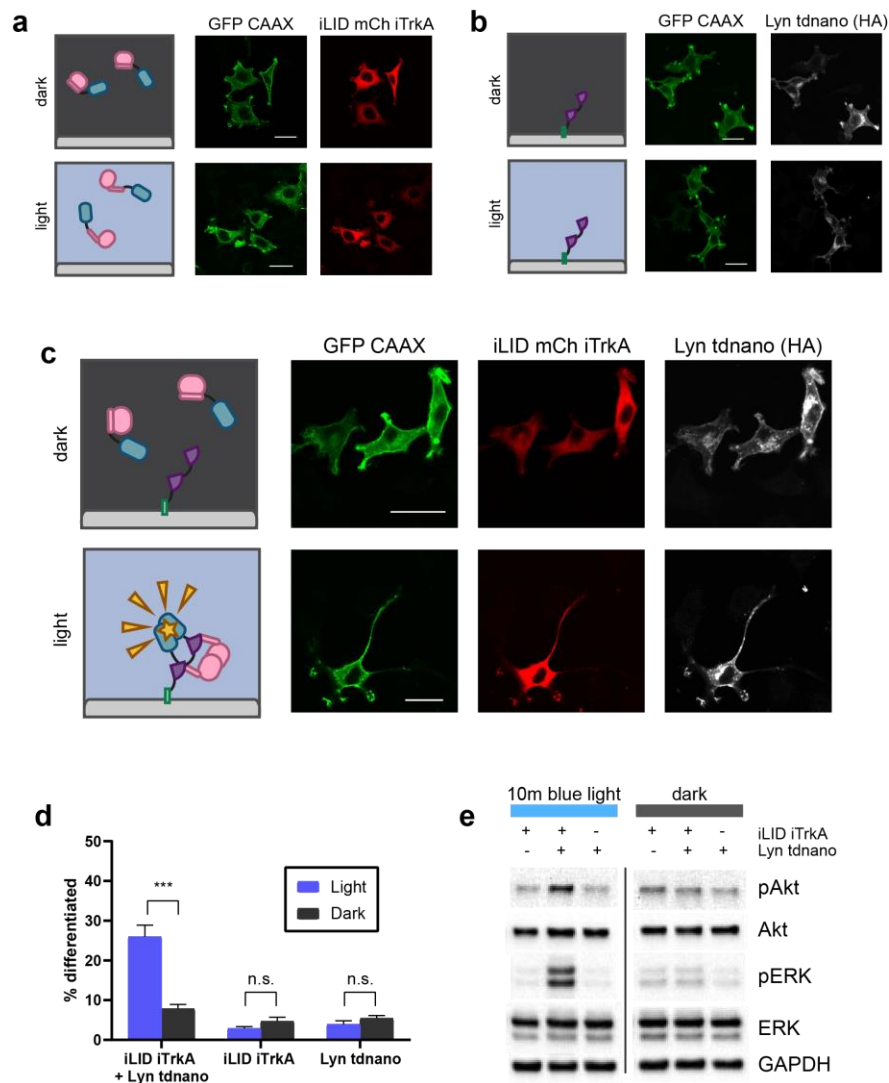 a
GFP CAAX iLID mCh iTrkA
dark
light
b
GFP CAAX Lyn tdnano (HA)
dark
light
c
GFP CAAX iLID mCh iTrkA Lyn tdnano (HA)
dark
light
d
% differentiated
50
40
30
20
10
0
***
n.s.
n.s.
Light
Dark
iLID iTrkA
+ Lyn tdnano
iLID iTrkA
Lyn tdnano
e
10m blue light dark
+ + - + + - iLID iTrkA
- + + - + + Lyn tdnano
pAkt
Akt
pERK
ERK
GAPDH